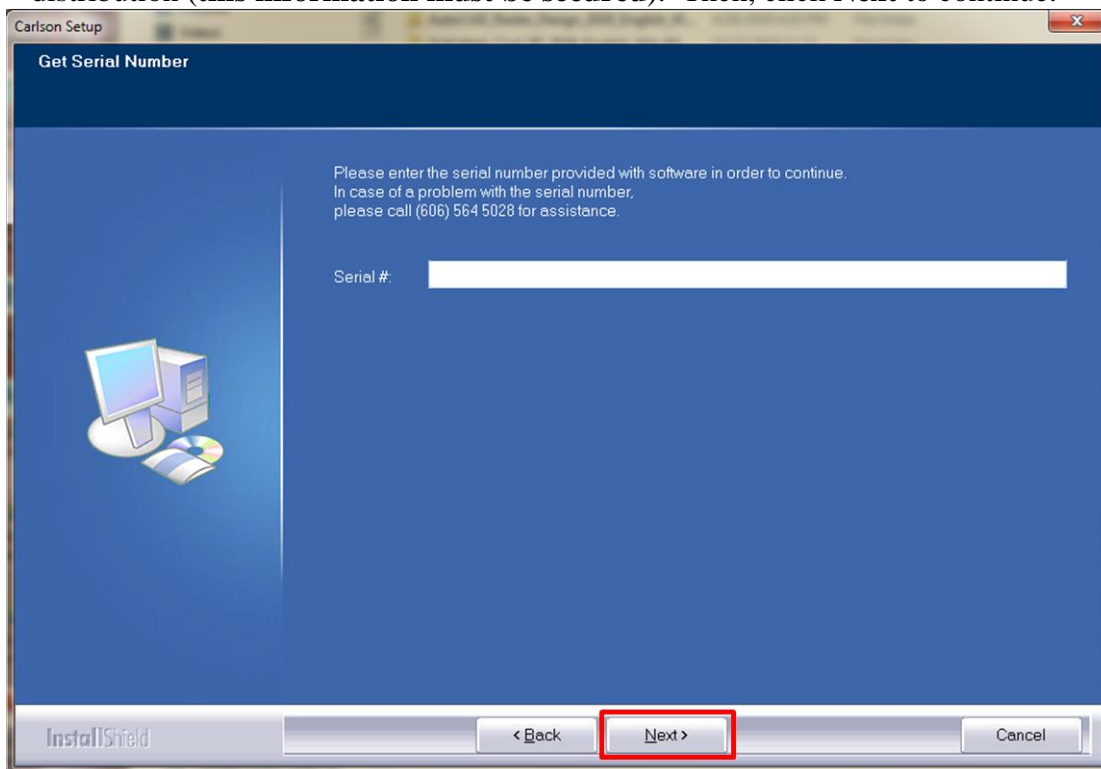 distribution (this information must be secured). Then, click Next to continue.
Carlson Setup
Get Serial Number
Please enter the serial number provided with software in order to continue.
In case of a problem with the serial number,
please call (606) 564 5028 for assistance.
Serial #:
InstallShield
< Back
Next >
Cancel